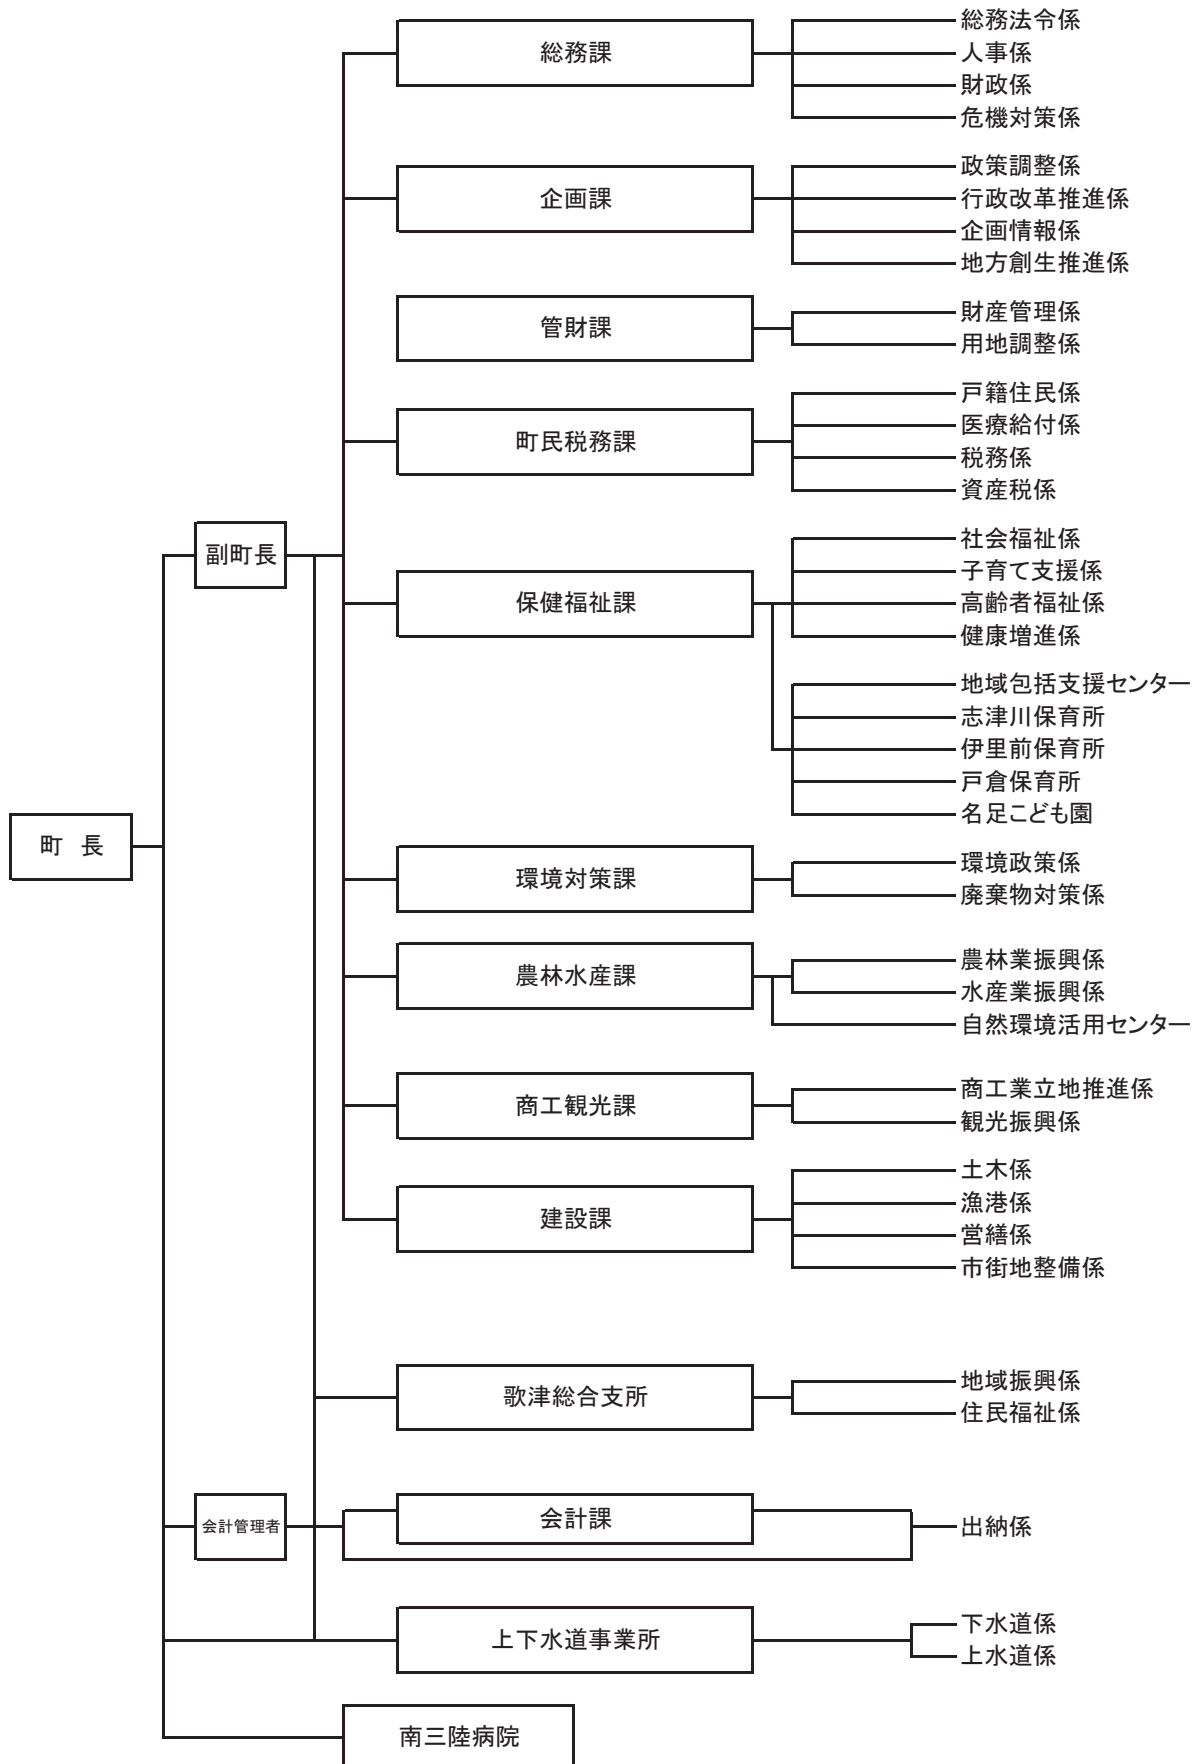 町 長
副町長
総務課
総務法令係
人事係
財政係
危機対策係
企画課
政策調整係
行政改革推進係
企画情報係
地方創生推進係
管財課
財産管理係
用地調整係
町民税務課
戸籍住民係
医療給付係
税務係
資産税係
保健福祉課
社会福祉係
子育て支援係
高齢者福祉係
健康増進係
地域包括支援センター
志津川保育所
伊里前保育所
戸倉保育所
名足こども園
環境対策課
環境政策係
廃棄物対策係
農林水産課
農林業振興係
水産業振興係
自然環境活用センター
商工観光課
商工業立地推進係
観光振興係
建設課
土木係
漁港係
営繕係
市街地整備係
歌津総合支所
地域振興係
住民福祉係
会計管理者
会計課
出納係
上下水道事業所
下水道係
上水道係
南三陸病院